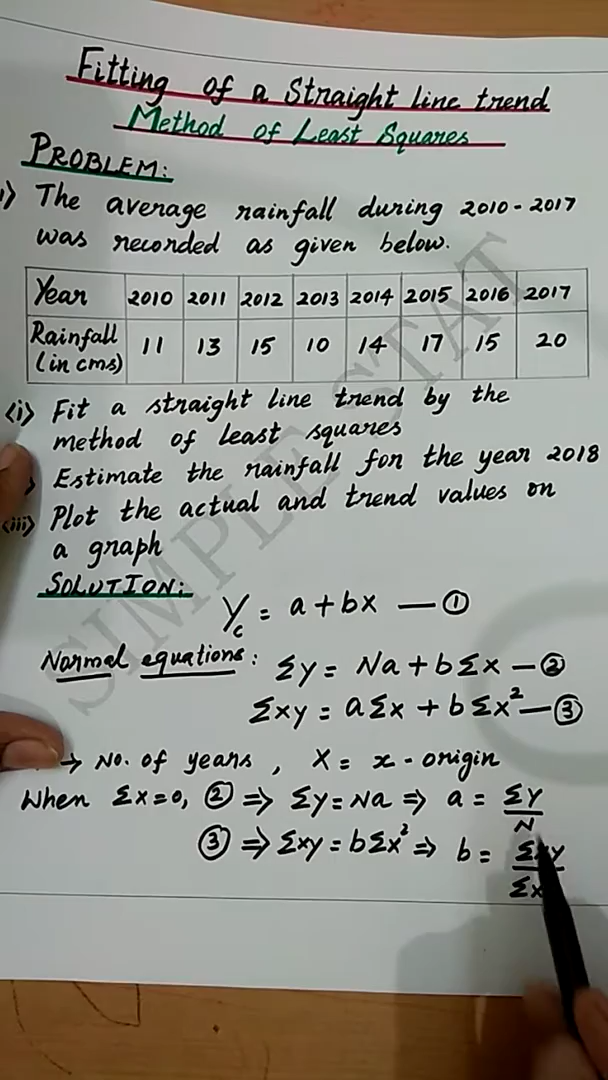 Fitting of a Straight line trend
Method of Least Squares
PROBLEM:
1) The average rainfall during 2010-2017
was recorded as given below.
Year 2010 2011 2012 2013 2014 2015 2016 2017
Rainfall (in cms) 11 13 15 10 14 17 15 20
(i) Fit a straight line trend by the
method of least squares
Estimate the rainfall for the year 2018
(iii) Plot the actual and trend values on
a graph
SOLUTION:
Yc = a+bx — ①
Normal equations: Σy = Na + bΣx — ②
Σxy = aΣx + bΣx² — ③
→ No. of years, X = x - origin
When Σx=0, ② ⇒ Σy=Na ⇒ a = ΣY/N
③ ⇒ Σxy = bΣx² ⇒ b =
SIMPLE STAT